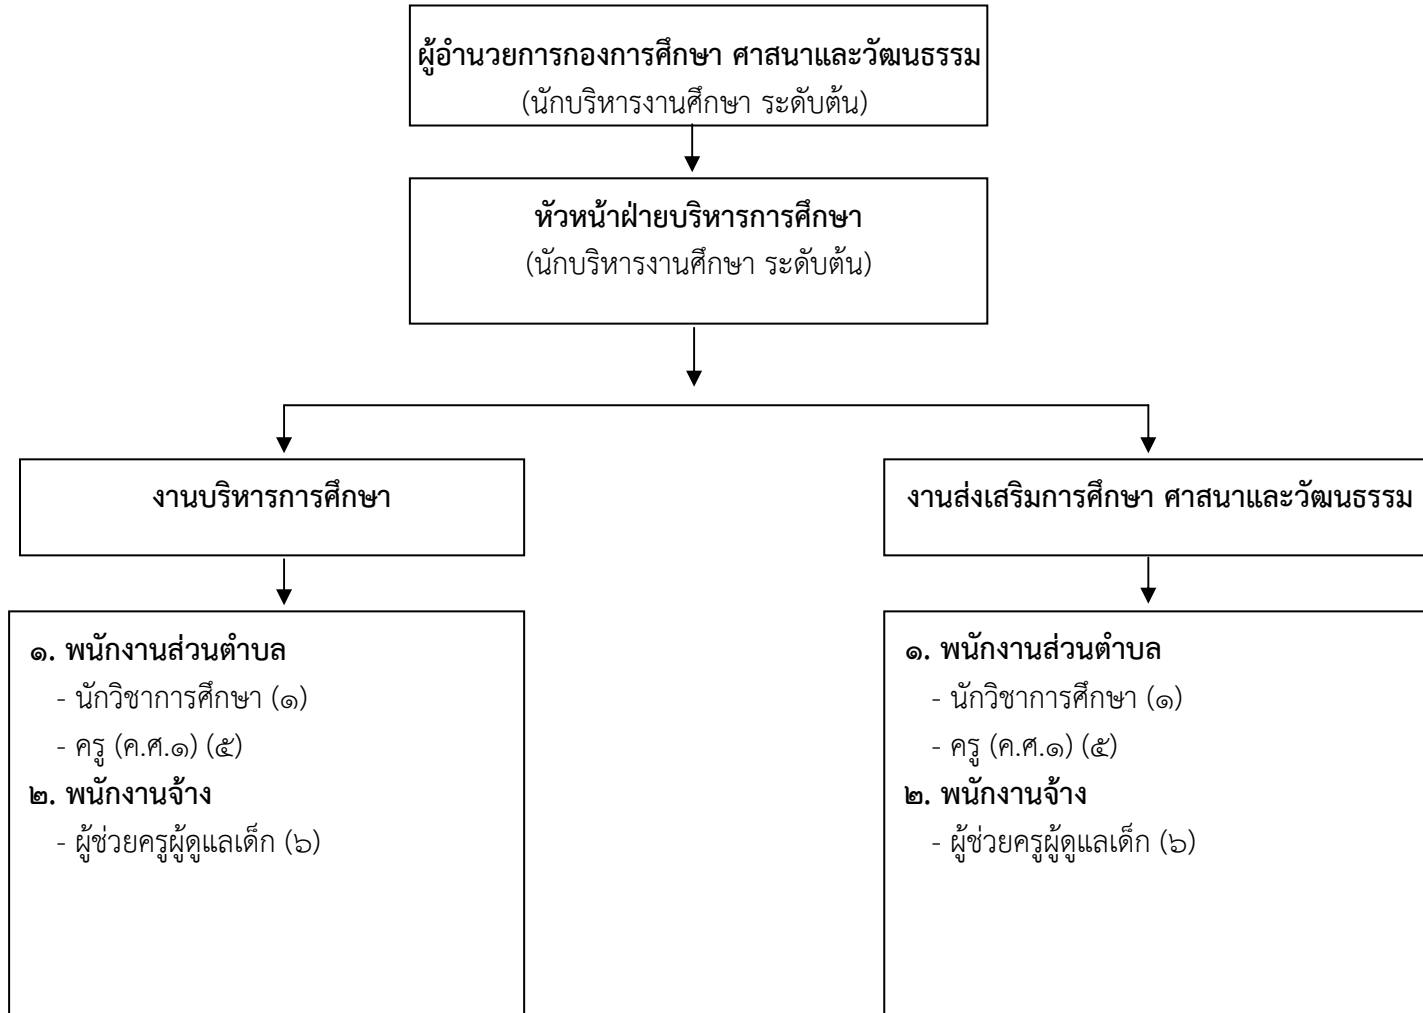 ผู้อำนวยการกองการศึกษา ศาสนาและวัฒนธรรม
(นักบริหารงานศึกษา ระดับต้น)
หัวหน้าฝ่ายบริหารการศึกษา
(นักบริหารงานศึกษา ระดับต้น)
งานบริหารการศึกษา
๑. พนักงานส่วนตำบล
- นักวิชาการศึกษา (๑)
- ครู (ค.ศ.๑) (๕)
๒. พนักงานจ้าง
- ผู้ช่วยครูผู้ดูแลเด็ก (๖)
งานส่งเสริมการศึกษา ศาสนาและวัฒนธรรม
๑. พนักงานส่วนตำบล
- นักวิชาการศึกษา (๑)
- ครู (ค.ศ.๑) (๕)
๒. พนักงานจ้าง
- ผู้ช่วยครูผู้ดูแลเด็ก (๖)